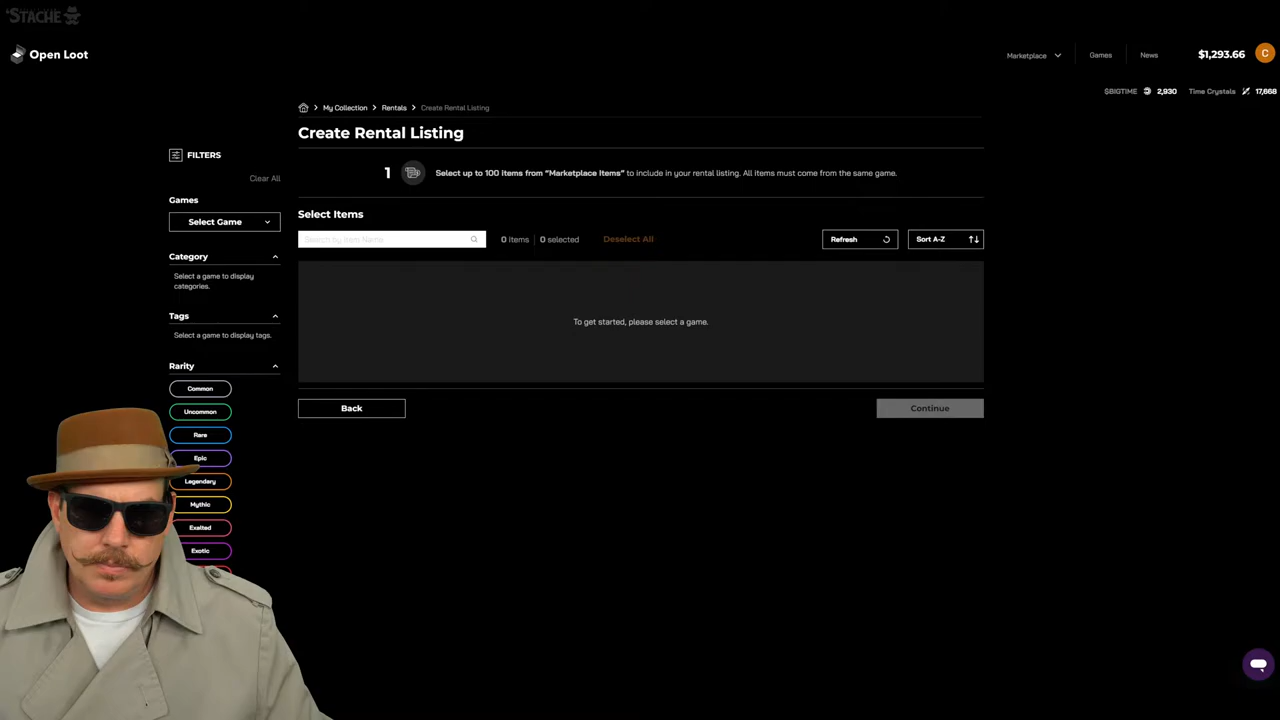 STACHE
Open Loot
Marketplace
Games
News
$1,293.66
C
$BIGTIME 2,930 Time Crystals 17,668
My Collection > Rentals > Create Rental Listing
Create Rental Listing
FILTERS
Clear All
1 Select up to 100 items from “Marketplace Items” to include in your rental listing. All items must come from the same game.
Games
Select Game
Select Items
Search by Item Name
0 Items 0 selected
Deselect All
Refresh
Sort A-Z
Category
Select a game to display
categories.
Tags
Select a game to display tags.
To get started, please select a game.
Rarity
Common
Uncommon
Rare
Epic
Legendary
Mythic
Exalted
Exotic
Back
Continue